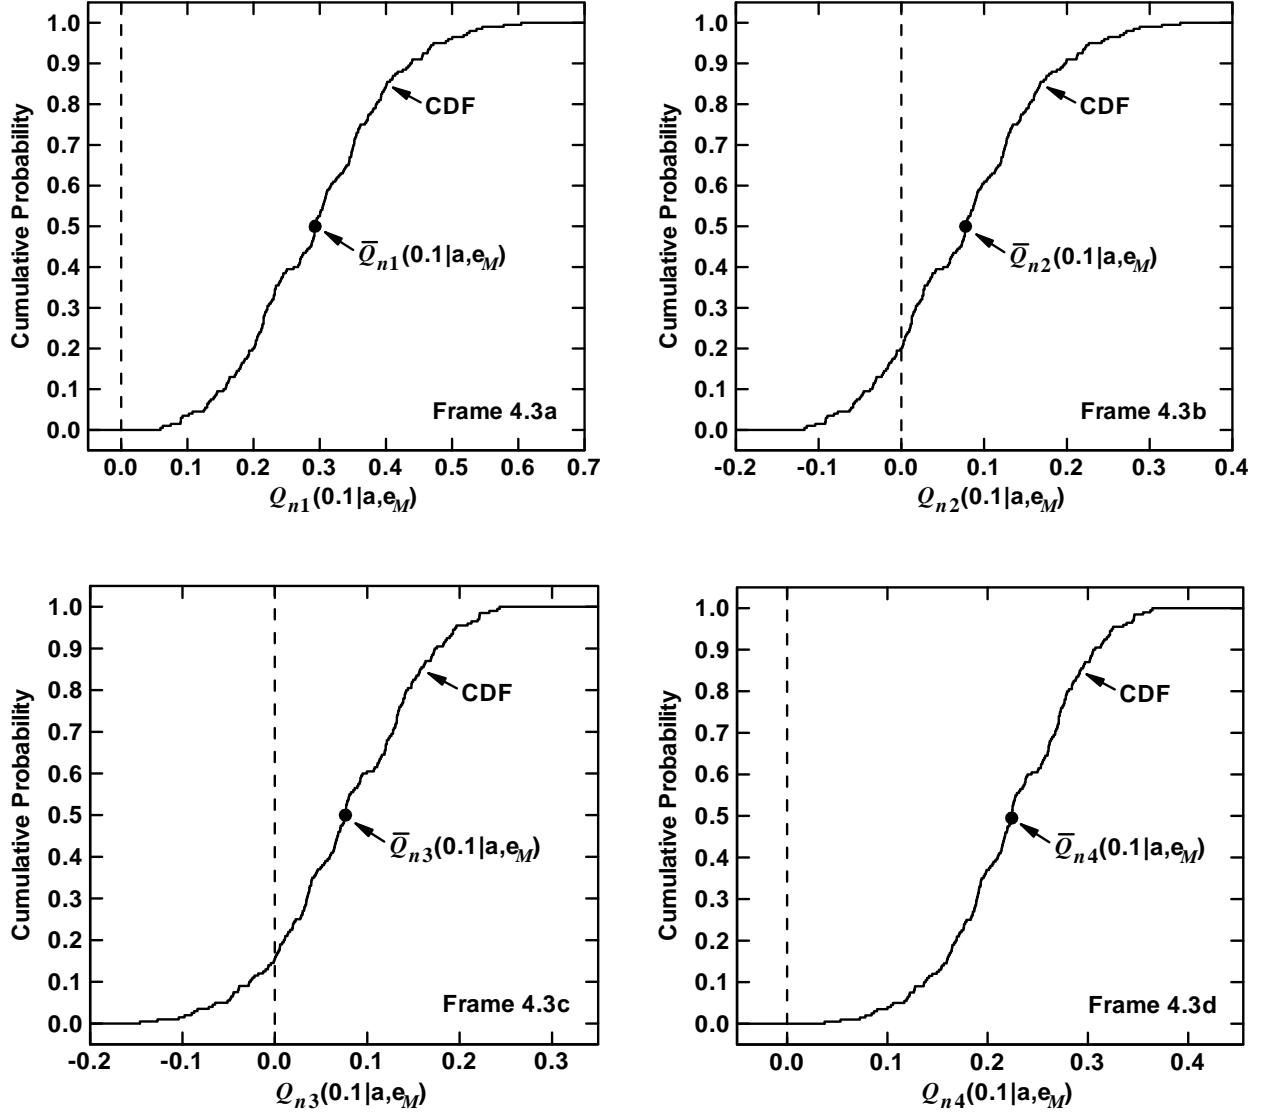 Cumulative Probability
1.0
0.9
0.8
0.7
0.6
0.5
0.4
0.3
0.2
0.1
0.0
CDF
Q̅n1(0.1|a,eM)
Frame 4.3a
0.0 0.1 0.2 0.3 0.4 0.5 0.6 0.7
Qn1(0.1|a,eM)
Cumulative Probability
1.0
0.9
0.8
0.7
0.6
0.5
0.4
0.3
0.2
0.1
0.0
CDF
Q̅n2(0.1|a,eM)
Frame 4.3b
-0.2 -0.1 0.0 0.1 0.2 0.3 0.4
Qn2(0.1|a,eM)
Cumulative Probability
1.0
0.9
0.8
0.7
0.6
0.5
0.4
0.3
0.2
0.1
0.0
CDF
Q̅n3(0.1|a,eM)
Frame 4.3c
-0.2 -0.1 0.0 0.1 0.2 0.3
Qn3(0.1|a,eM)
Cumulative Probability
1.0
0.9
0.8
0.7
0.6
0.5
0.4
0.3
0.2
0.1
0.0
CDF
Q̅n4(0.1|a,eM)
Frame 4.3d
0.0 0.1 0.2 0.3 0.4
Qn4(0.1|a,eM)